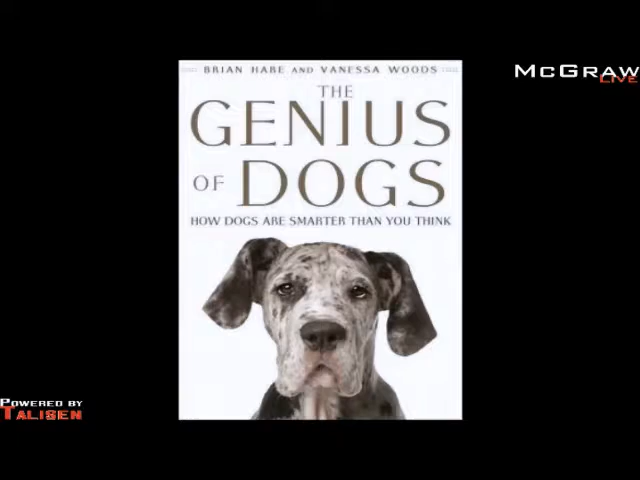 BRIAN HARE AND VANESSA WOODS
McGraw
LIVE
THE
GENIUS
OF DOGS
HOW DOGS ARE SMARTER THAN YOU THINK
POWERED BY
TALISEN